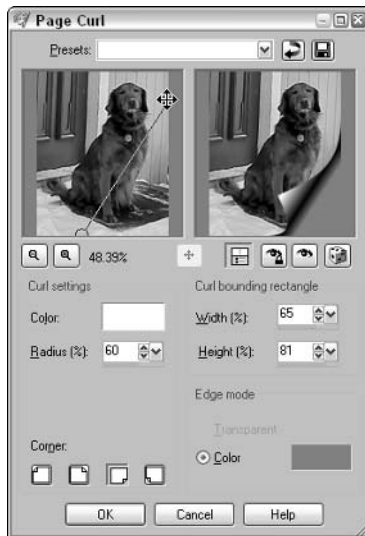 Page Curl
Presets:
48.39%
Curl settings
Curl bounding rectangle
Color:
Width (%): 65
Radius (%): 60
Height (%): 81
Edge mode
Transparent
Corner:
Color
OK
Cancel
Help